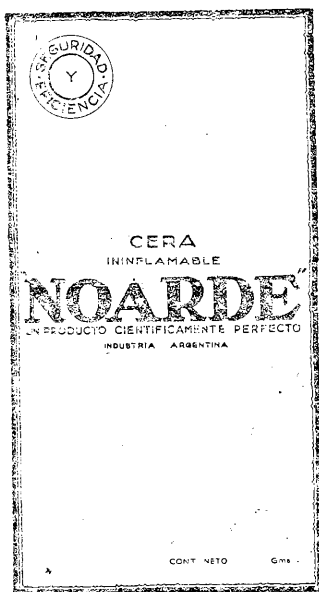 SEGURIDAD
Y
EFICIENCIA
CERA
ININFLAMABLE
"NOARDE"
UN PRODUCTO CIENTIFICAMENTE PERFECTO
INDUSTRIA ARGENTINA
CONT NETO Gms.